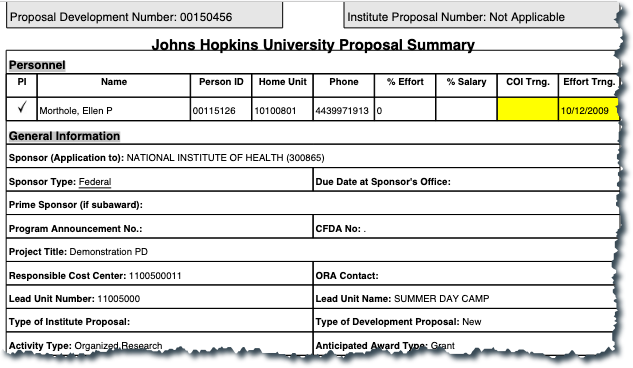 Proposal Development Number: 00150456 Institute Proposal Number: Not Applicable
Johns Hopkins University Proposal Summary
Personnel
PI Name Person ID Home Unit Phone % Effort % Salary COI Trng. Effort Trng.
✓ Morthole, Ellen P 00115126 10100801 4439971913 0 10/12/2009
General Information
Sponsor (Application to): NATIONAL INSTITUTE OF HEALTH (300865)
Sponsor Type: Federal Due Date at Sponsor's Office:
Prime Sponsor (if subaward):
Program Announcement No.: CFDA No: .
Project Title: Demonstration PD
Responsible Cost Center: 1100500011 ORA Contact:
Lead Unit Number: 11005000 Lead Unit Name: SUMMER DAY CAMP
Type of Institute Proposal: Type of Development Proposal: New
Activity Type: Organized Research Anticipated Award Type: Grant